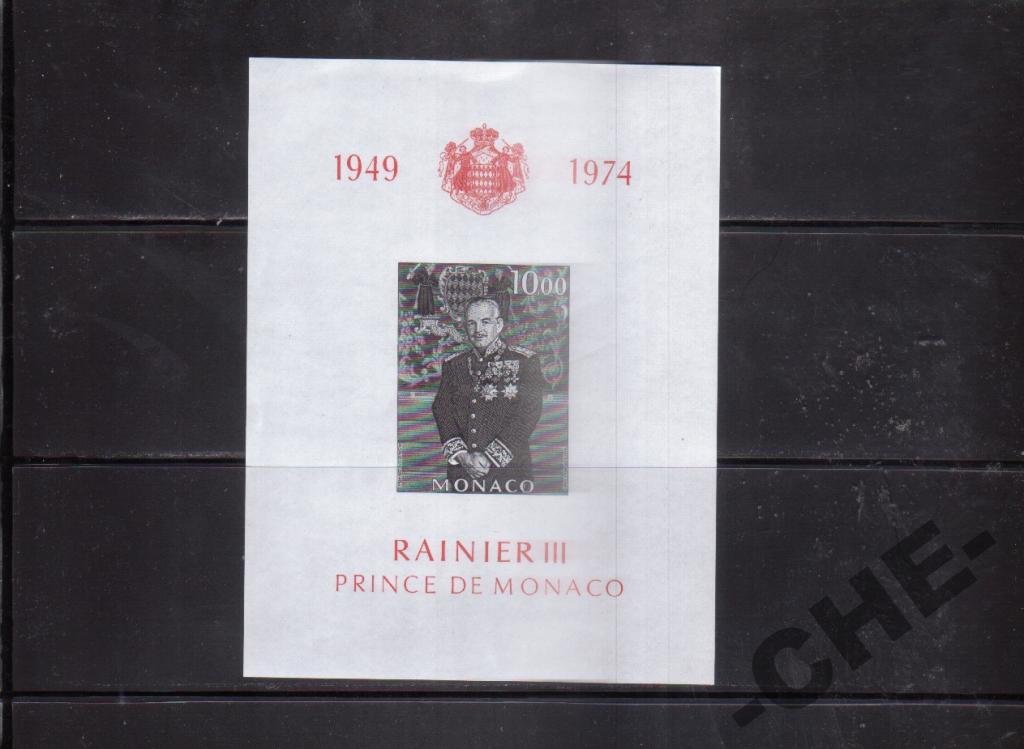 1949 1974
10.00
MONACO
RAINIER III
PRINCE DE MONACO
-CHE-